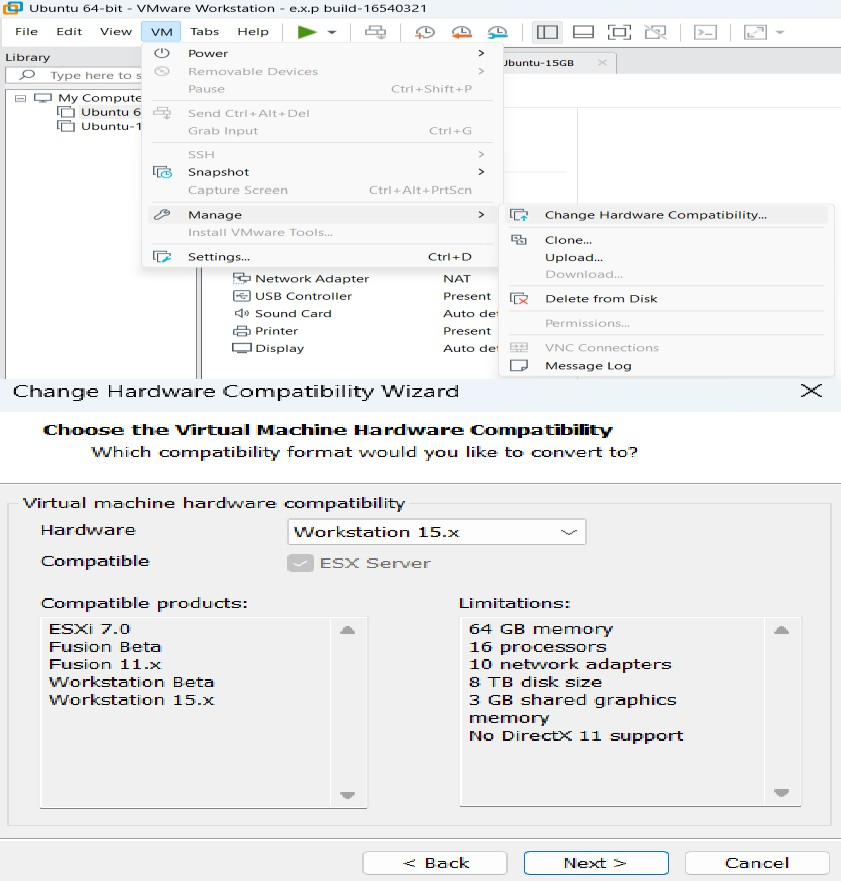 Ubuntu 64-bit - VMware Workstation - e.x.p build-16540321
File Edit View VM Tabs Help
Library
Type here to s
Ubuntu-15GB
My Compute
Ubuntu 6
Ubuntu-1
Power
Removable Devices
Pause Ctrl+Shift+P
Send Ctrl+Alt+Del
Grab Input Ctrl+G
SSH
Snapshot
Capture Screen Ctrl+Alt+PrtScn
Manage
Install VMware Tools...
Settings... Ctrl+D
Change Hardware Compatibility...
Clone...
Upload...
Download...
Delete from Disk
Permissions...
VNC Connections
Message Log
Network Adapter NAT
USB Controller Present
Sound Card Auto det
Printer Present
Display Auto det
Change Hardware Compatibility Wizard
Choose the Virtual Machine Hardware Compatibility
Which compatibility format would you like to convert to?
Virtual machine hardware compatibility
Hardware Workstation 15.x
Compatible ESX Server
Compatible products:
ESXi 7.0
Fusion Beta
Fusion 11.x
Workstation Beta
Workstation 15.x
Limitations:
64 GB memory
16 processors
10 network adapters
8 TB disk size
3 GB shared graphics
memory
No DirectX 11 support
< Back Next > Cancel